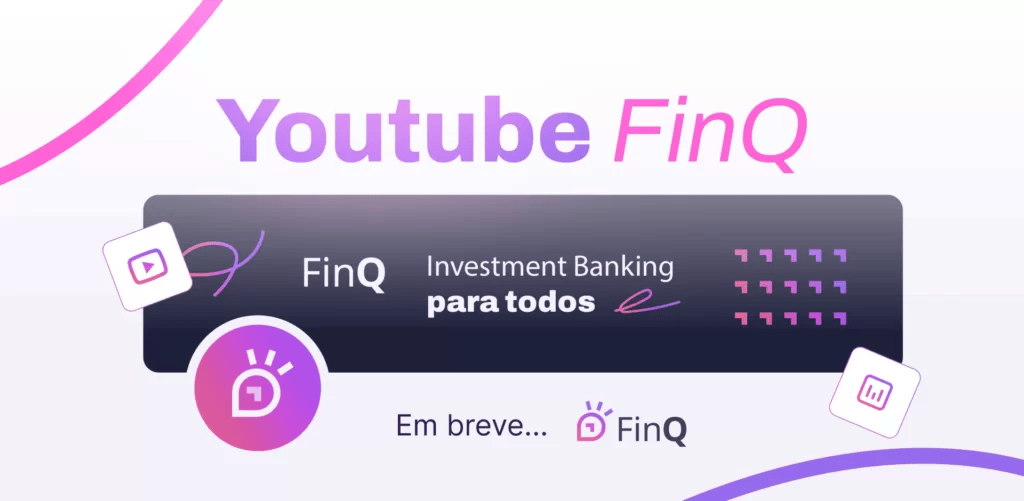 Youtube FinQ
FinQ
Investment Banking
para todos
Em breve...
FinQ